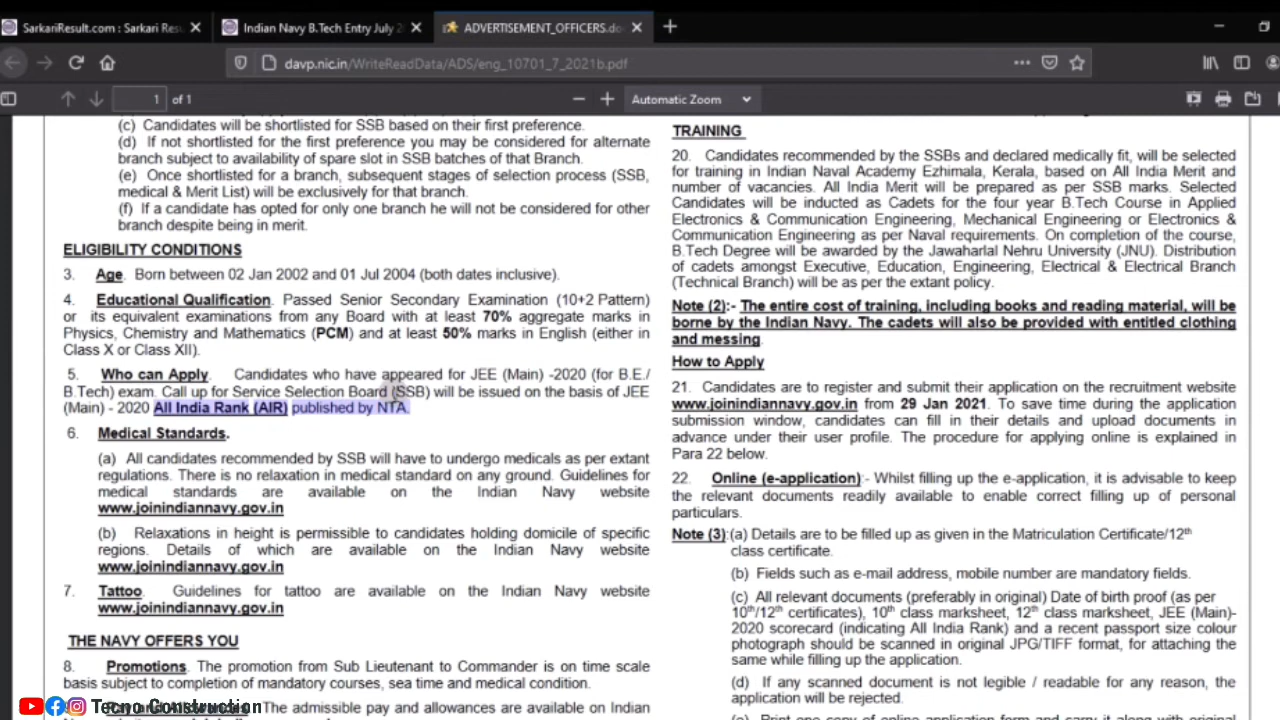 SarkariResult.com : Sarkari Res
Indian Navy B.Tech Entry July 2
ADVERTISEMENT_OFFICERS.do
davp.nic.in/WriteReadData/ADS/eng_10701_7_2021b.pdf
1 of 1
Automatic Zoom
(c) Candidates will be shortlisted for SSB based on their first preference.
(d) If not shortlisted for the first preference you may be considered for alternate
branch subject to availability of spare slot in SSB batches of that Branch.
(e) Once shortlisted for a branch, subsequent stages of selection process (SSB,
medical & Merit List) will be exclusively for that branch.
(f) If a candidate has opted for only one branch he will not be considered for other
branch despite being in merit.
ELIGIBILITY CONDITIONS
3. Age. Born between 02 Jan 2002 and 01 Jul 2004 (both dates inclusive).
4. Educational Qualification. Passed Senior Secondary Examination (10+2 Pattern)
or its equivalent examinations from any Board with at least 70% aggregate marks in
Physics, Chemistry and Mathematics (PCM) and at least 50% marks in English (either in
Class X or Class XII).
5. Who can Apply. Candidates who have appeared for JEE (Main) -2020 (for B.E./
B.Tech) exam. Call up for Service Selection Board (SSB) will be issued on the basis of JEE
(Main) - 2020 All India Rank (AIR) published by NTA.
6. Medical Standards.
(a) All candidates recommended by SSB will have to undergo medicals as per extant
regulations. There is no relaxation in medical standard on any ground. Guidelines for
medical standards are available on the Indian Navy website
www.joinindiannavy.gov.in
(b) Relaxations in height is permissible to candidates holding domicile of specific
regions. Details of which are available on the Indian Navy website
www.joinindiannavy.gov.in
7. Tattoo. Guidelines for tattoo are available on the Indian Navy website
www.joinindiannavy.gov.in
THE NAVY OFFERS YOU
8. Promotions. The promotion from Sub Lieutenant to Commander is on time scale
basis subject to completion of mandatory courses, sea time and medical condition.
The admissible pay and allowances are available on Indian
TRAINING
20. Candidates recommended by the SSBs and declared medically fit, will be selected
for training in Indian Naval Academy Ezhimala, Kerala, based on All India Merit and
number of vacancies. All India Merit will be prepared as per SSB marks. Selected
Candidates will be inducted as Cadets for the four year B.Tech Course in Applied
Electronics & Communication Engineering, Mechanical Engineering or Electronics &
Communication Engineering as per Naval requirements. On completion of the course,
B.Tech Degree will be awarded by the Jawaharlal Nehru University (JNU). Distribution
of cadets amongst Executive, Education, Engineering, Electrical & Electrical Branch
(Technical Branch) will be as per the extant policy.
Note (2):- The entire cost of training, including books and reading material, will be
borne by the Indian Navy. The cadets will also be provided with entitled clothing
and messing.
How to Apply
21. Candidates are to register and submit their application on the recruitment website
www.joinindiannavy.gov.in from 29 Jan 2021. To save time during the application
submission window, candidates can fill in their details and upload documents in
advance under their user profile. The procedure for applying online is explained in
Para 22 below.
22. Online (e-application):- Whilst filling up the e-application, it is advisable to keep
the relevant documents readily available to enable correct filling up of personal
particulars.
Note (3):(a) Details are to be filled up as given in the Matriculation Certificate/12th
class certificate.
(b) Fields such as e-mail address, mobile number are mandatory fields.
(c) All relevant documents (preferably in original) Date of birth proof (as per
10th/12th certificates), 10th class marksheet, 12th class marksheet, JEE (Main)-
2020 scorecard (indicating All India Rank) and a recent passport size colour
photograph should be scanned in original JPG/TIFF format, for attaching the
same while filling up the application.
(d) If any scanned document is not legible / readable for any reason, the
application will be rejected.
(e) Print one copy of online application form and carry it along with original
Tecno Construction